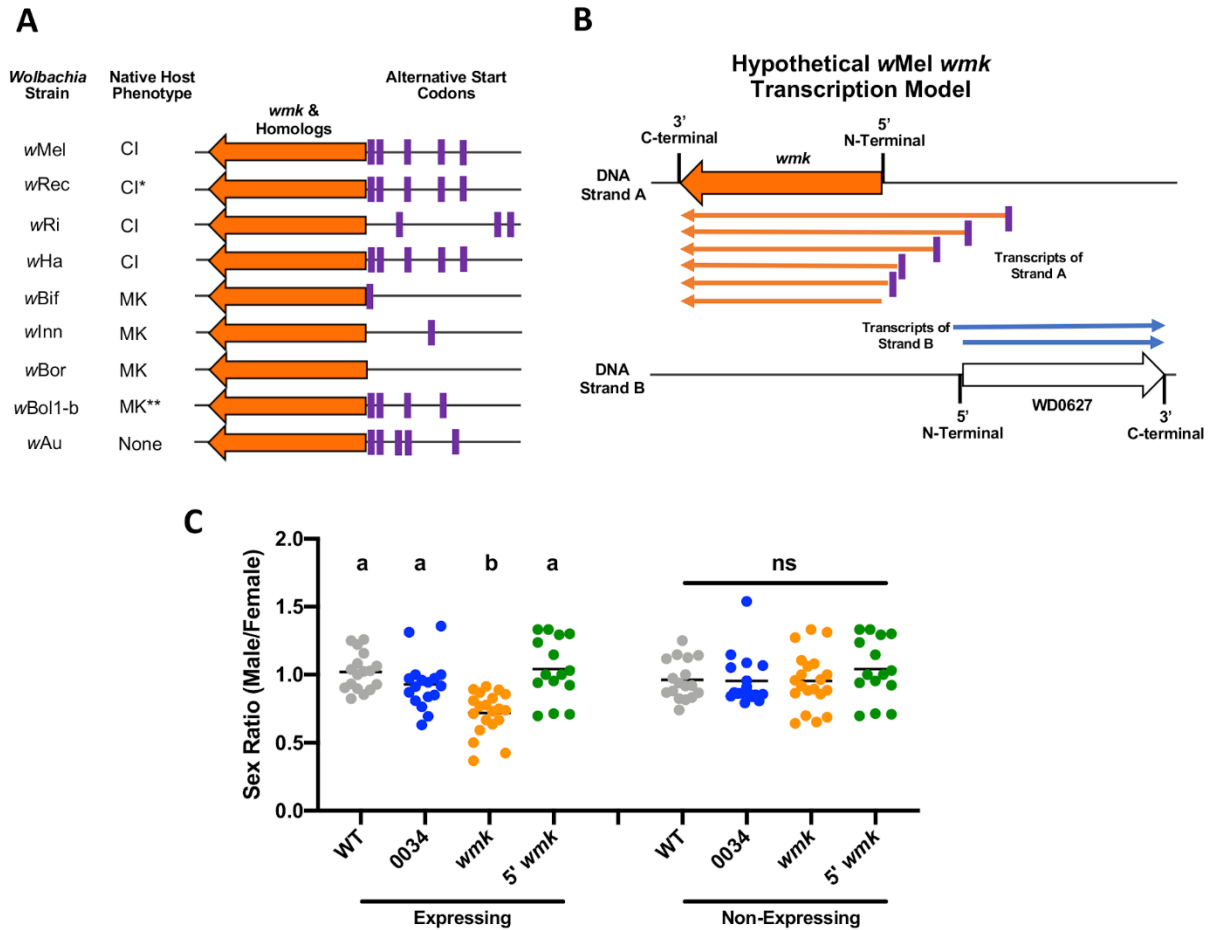 A
Wolbachia Strain
Native Host Phenotype
wmk & Homologs
Alternative Start Codons
wMel CI
wRec CI*
wRi CI
wHa CI
wBif MK
wInn MK
wBor MK
wBol1-b MK**
wAu None
B
Hypothetical wMel wmk
Transcription Model
3'
C-terminal
5'
N-Terminal
wmk
DNA
Strand A
Transcripts of
Strand A
Transcripts of
Strand B
DNA
Strand B
WD0627
5'
N-Terminal
3'
C-terminal
C
Sex Ratio (Male/Female)
2.0
1.5
1.0
0.5
0.0
a a b a
ns
WT 0034 wmk 5' wmk
WT 0034 wmk 5' wmk
Expressing
Non-Expressing